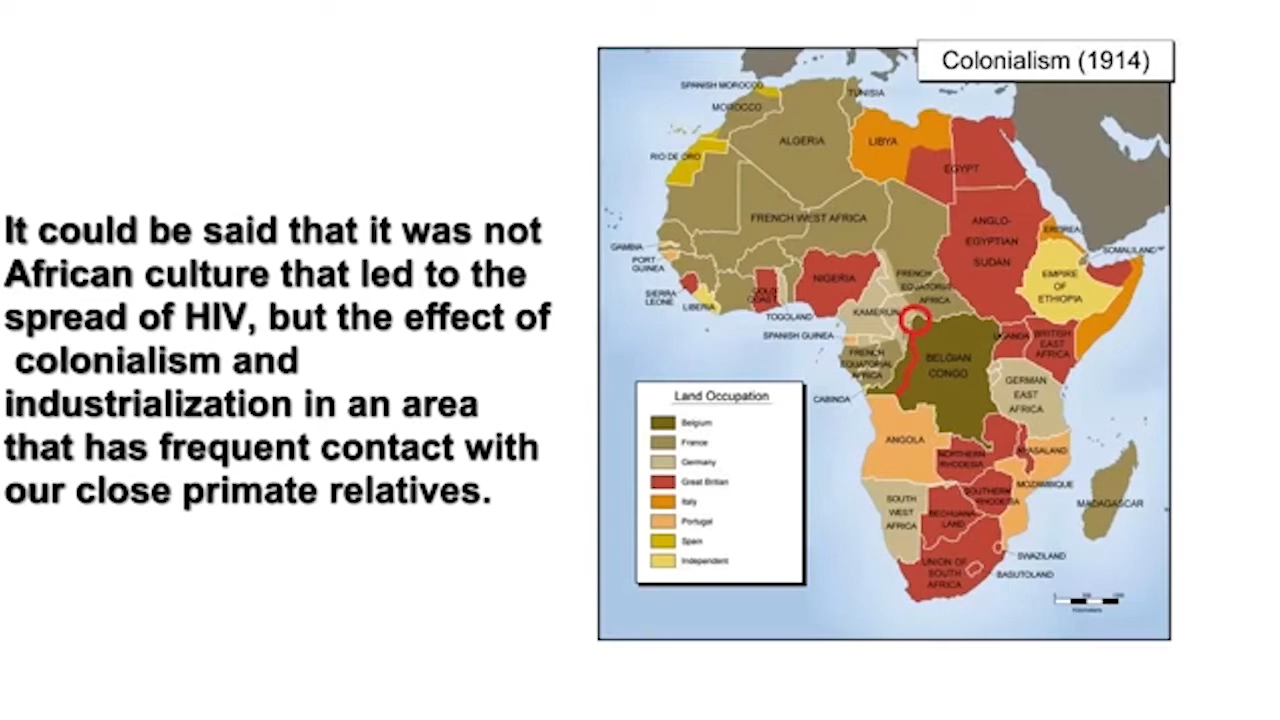 It could be said that it was not
African culture that led to the
spread of HIV, but the effect of
colonialism and
industrialization in an area
that has frequent contact with
our close primate relatives.
Colonialism (1914)
SPANISH MOROCCO
TUNISIA
MOROCCO
ALGERIA
LIBYA
RIO DE ORO
EGYPT
FRENCH WEST AFRICA
ANGLO-
EGYPTIAN
SUDAN
ERITREA
GAMBIA
SOMALILAND
PORT
GUINEA
NIGERIA
FRENCH
EQUATORIAL
AFRICA
EMPIRE
OF
ETHIOPIA
SIERRA
LEONE
LIBERIA
GOLD
COAST
TOGOLAND
KAMERUN
SPANISH GUINEA
UGANDA
BRITISH
EAST
AFRICA
FRENCH
EQUATORIAL
AFRICA
BELGIAN
CONGO
GERMAN
EAST
AFRICA
CABINDA
Land Occupation
Belgium
France
Germany
Great Britian
Italy
Portugal
Spain
Independent
ANGOLA
NORTHERN
RHODESIA
NYASALAND
MOZAMBIQUE
SOUTHERN
RHODESIA
MADAGASCAR
SOUTH
WEST
AFRICA
BECHUANA-
LAND
SWAZILAND
UNION OF
SOUTH
AFRICA
BASUTOLAND